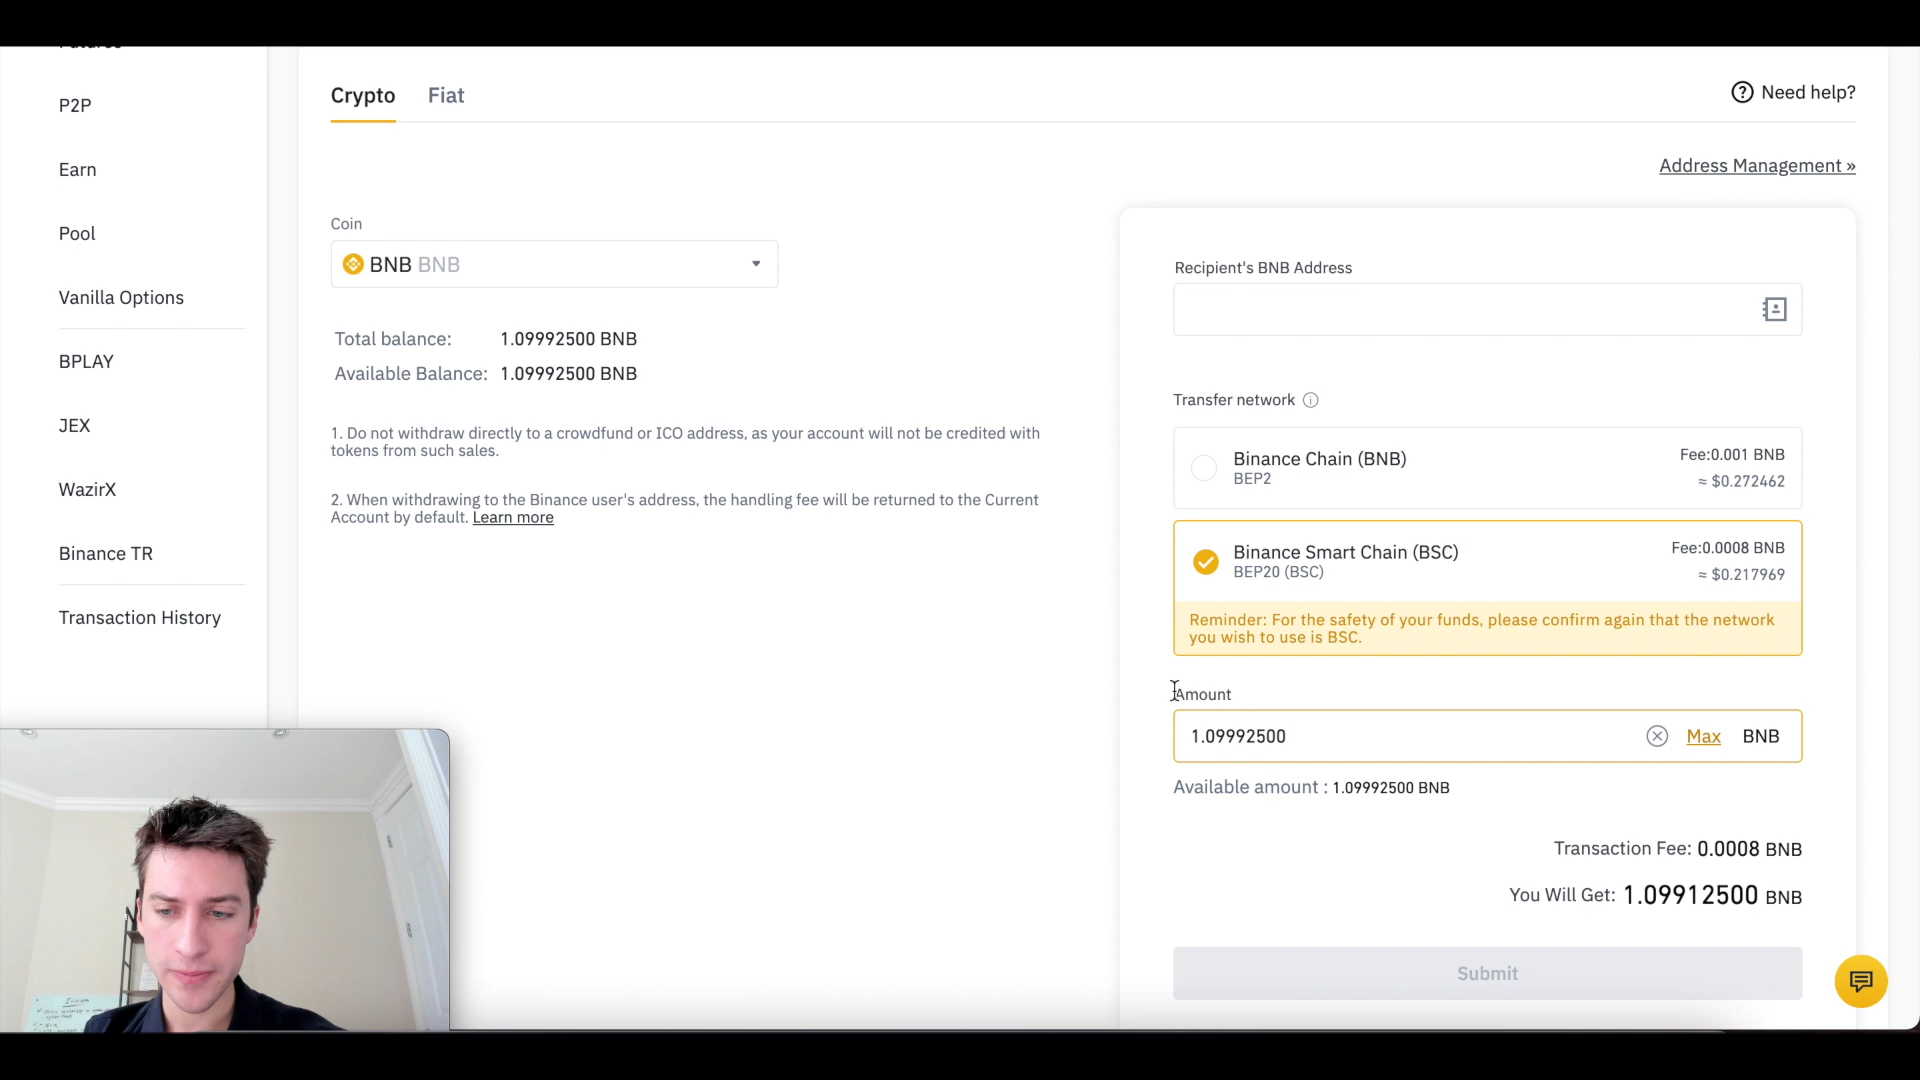 P2P
Earn
Pool
Vanilla Options
BPLAY
JEX
WazirX
Binance TR
Transaction History
Crypto Fiat
Need help?
Address Management »
Coin
BNB BNB
Total balance: 1.09992500 BNB
Available Balance: 1.09992500 BNB
1. Do not withdraw directly to a crowdfund or ICO address, as your account will not be credited with
tokens from such sales.
2. When withdrawing to the Binance user's address, the handling fee will be returned to the Current
Account by default. Learn more
Recipient's BNB Address
Transfer network
Binance Chain (BNB) Fee:0.001 BNB
BEP2 ≈ $0.272462
Binance Smart Chain (BSC) Fee:0.0008 BNB
BEP20 (BSC) ≈ $0.217969
Reminder: For the safety of your funds, please confirm again that the network
you wish to use is BSC.
Amount
1.09992500 Max BNB
Available amount : 1.09992500 BNB
Transaction Fee: 0.0008 BNB
You Will Get: 1.09912500 BNB
Submit